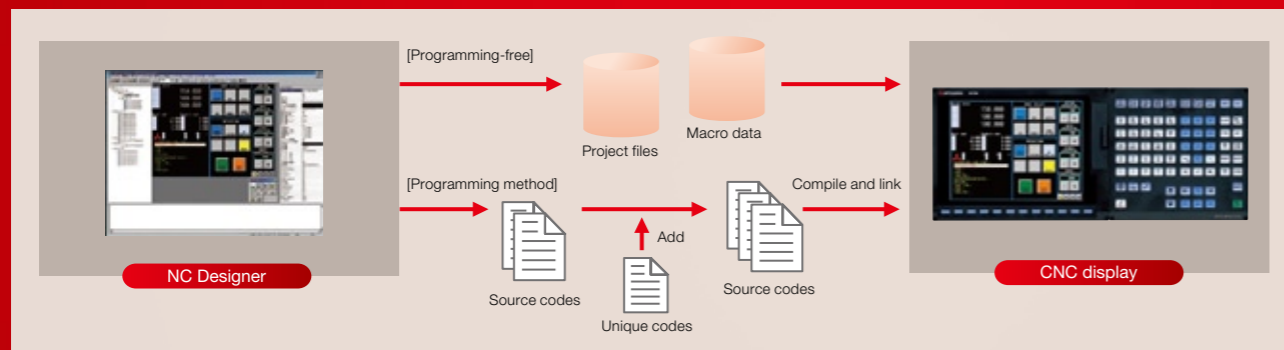 [Programming-free]
Project files
Macro data
[Programming method]
Source codes
Add
Unique codes
Source codes
Compile and link
NC Designer
CNC display